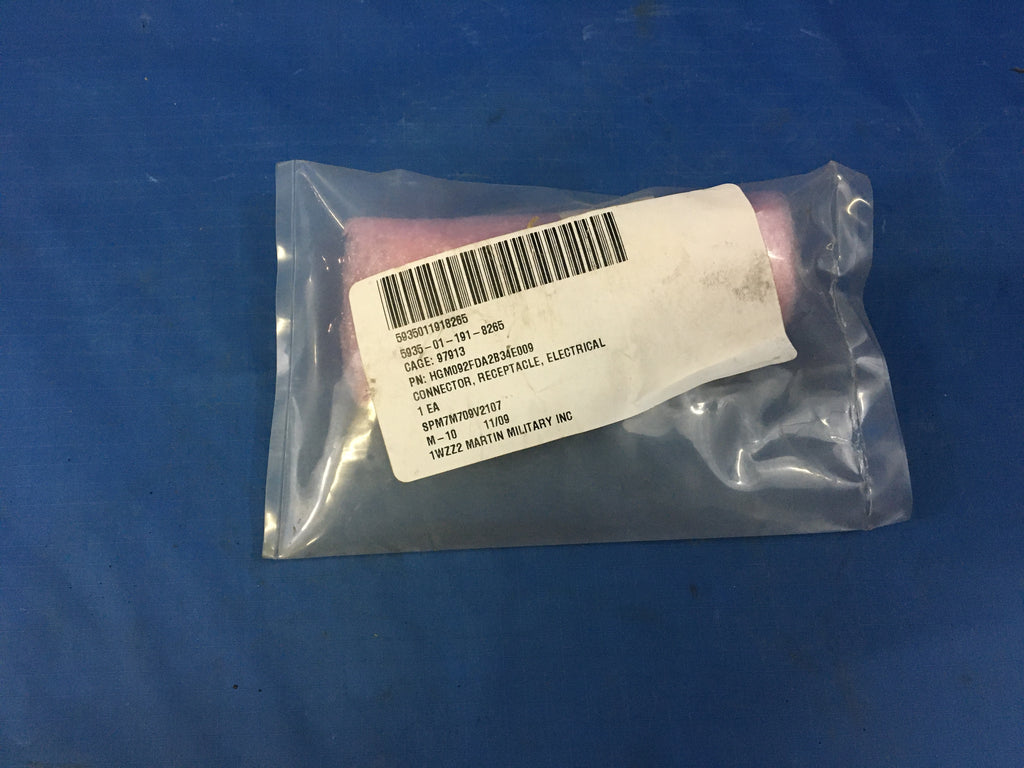 5935011918265
5935-01-191-8265
CAGE: 97913
PN: HGM092FDA2B34E009
CONNECTOR, RECEPTACLE, ELECTRICAL
1 EA
SPM7M709V2107
M-10 11/09
1WZZ2 MARTIN MILITARY INC